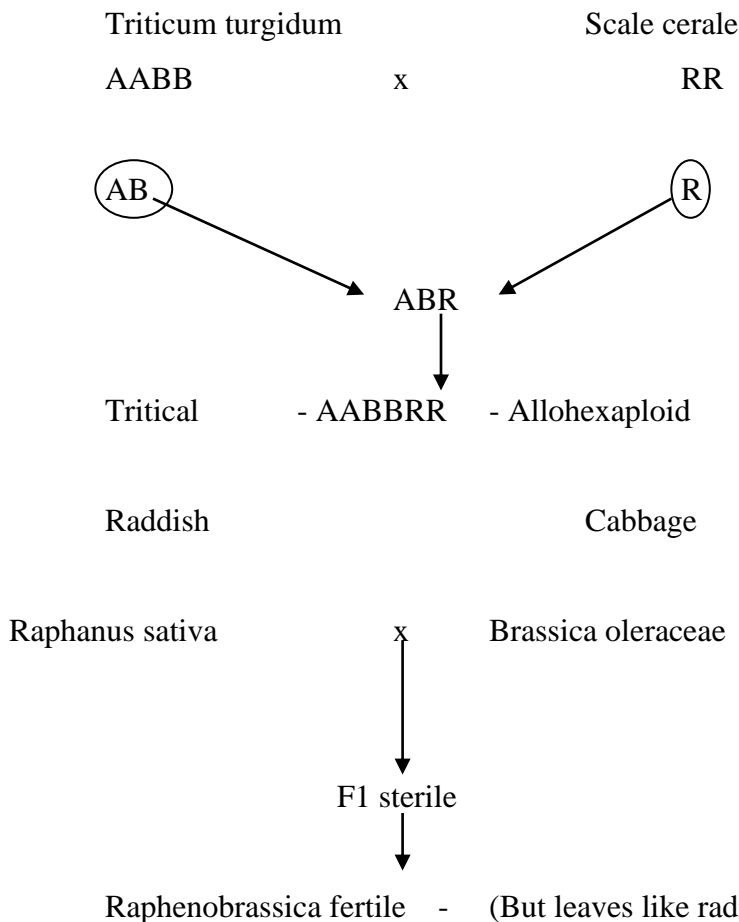 Triticum turgidum Scale cerale
AABB x RR
AB R
ABR
Tritical - AABBRR - Allohexaploid
Raddish Cabbage
Raphanus sativa x Brassica oleraceae
F1 sterile
Raphenobrassica fertile - (But leaves like rad